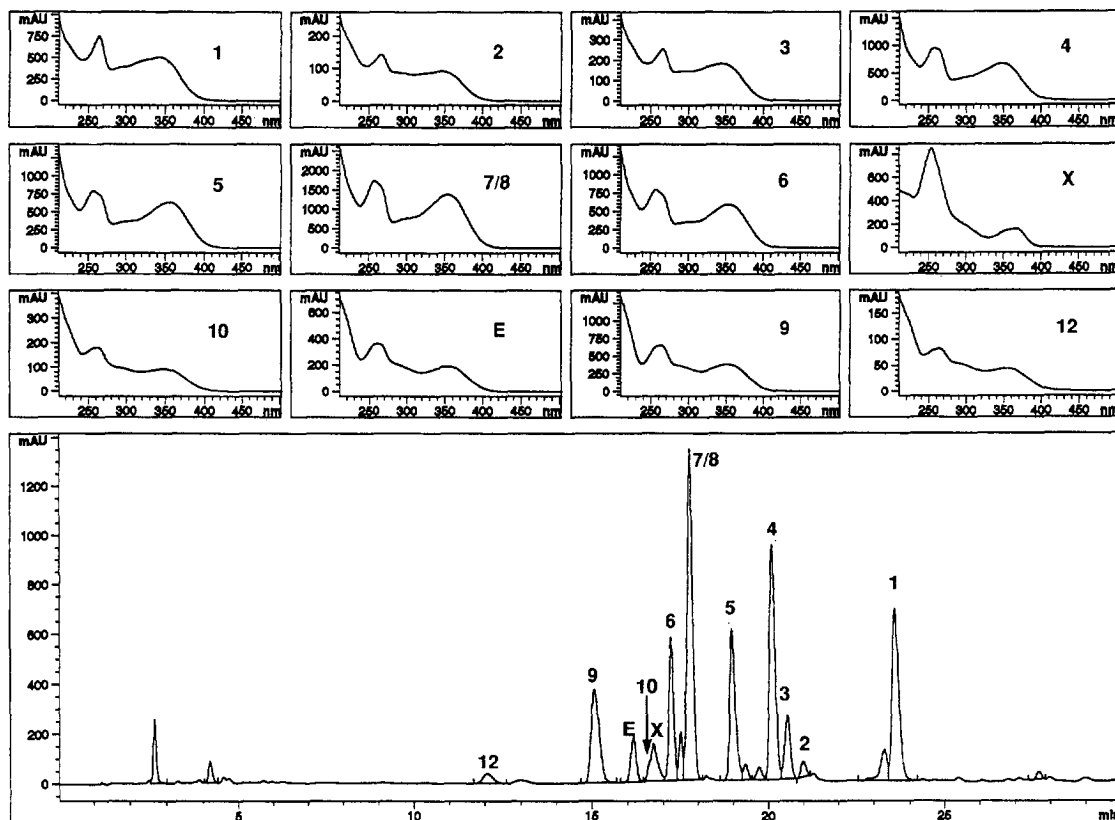 mAU 750 500 250 0 1 250 300 350 400 450 nm
mAU 200 100 0 2 250 300 350 400 450 nm
mAU 400 300 200 100 0 3 250 300 350 400 450 nm
mAU 1500 1000 500 0 4 250 300 350 400 450 nm
mAU 1250 1000 750 500 250 0 5 250 300 350 400 450 nm
mAU 2000 1500 1000 500 0 7/8 250 300 350 400 450 nm
mAU 1250 1000 750 500 250 0 6 250 300 350 400 450 nm
mAU 600 400 200 0 X 250 300 350 400 450 nm
mAU 300 200 100 0 10 250 300 350 400 450 nm
mAU 600 400 200 0 E 250 300 350 400 450 nm
mAU 1250 1000 750 500 250 0 9 250 300 350 400 450 nm
mAU 150 100 50 0 12 250 300 350 400 450 nm
mAU
1200
1000
800
600
400
200
0
12 9 E 10 X 6 7/8 5 4 3 2 1
5 10 15 20 25